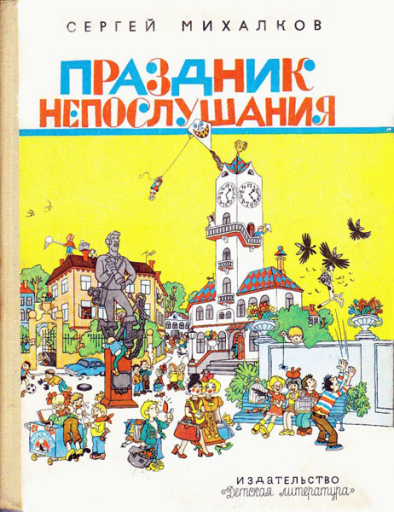 СЕРГЕЙ МИХАЛКОВ
ПРАЗДНИК
НЕПОСЛУШАНИЯ
ИЗДАТЕЛЬСТВО
«Детская литература»